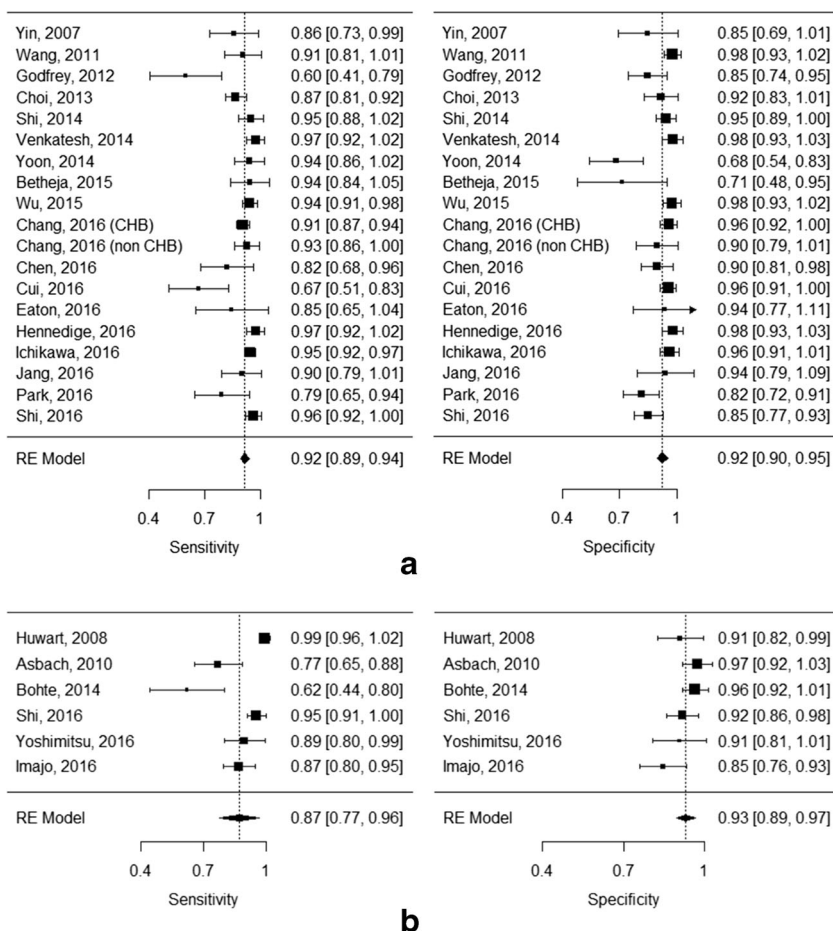 Yin, 2007 0.86 [0.73, 0.99]
Wang, 2011 0.91 [0.81, 1.01]
Godfrey, 2012 0.60 [0.41, 0.79]
Choi, 2013 0.87 [0.81, 0.92]
Shi, 2014 0.95 [0.88, 1.02]
Venkatesh, 2014 0.97 [0.92, 1.02]
Yoon, 2014 0.94 [0.86, 1.02]
Betheja, 2015 0.94 [0.84, 1.05]
Wu, 2015 0.94 [0.91, 0.98]
Chang, 2016 (CHB) 0.91 [0.87, 0.94]
Chang, 2016 (non CHB) 0.93 [0.86, 1.00]
Chen, 2016 0.82 [0.68, 0.96]
Cui, 2016 0.67 [0.51, 0.83]
Eaton, 2016 0.85 [0.65, 1.04]
Hennedige, 2016 0.97 [0.92, 1.02]
Ichikawa, 2016 0.95 [0.92, 0.97]
Jang, 2016 0.90 [0.79, 1.01]
Park, 2016 0.79 [0.65, 0.94]
Shi, 2016 0.96 [0.92, 1.00]
RE Model 0.92 [0.89, 0.94]
0.4 0.7 1
Sensitivity
Yin, 2007 0.85 [0.69, 1.01]
Wang, 2011 0.98 [0.93, 1.02]
Godfrey, 2012 0.85 [0.74, 0.95]
Choi, 2013 0.92 [0.83, 1.01]
Shi, 2014 0.95 [0.89, 1.00]
Venkatesh, 2014 0.98 [0.93, 1.03]
Yoon, 2014 0.68 [0.54, 0.83]
Betheja, 2015 0.71 [0.48, 0.95]
Wu, 2015 0.98 [0.93, 1.02]
Chang, 2016 (CHB) 0.96 [0.92, 1.00]
Chang, 2016 (non CHB) 0.90 [0.79, 1.01]
Chen, 2016 0.90 [0.81, 0.98]
Cui, 2016 0.96 [0.91, 1.00]
Eaton, 2016 0.94 [0.77, 1.11]
Hennedige, 2016 0.98 [0.93, 1.03]
Ichikawa, 2016 0.96 [0.91, 1.01]
Jang, 2016 0.94 [0.79, 1.09]
Park, 2016 0.82 [0.72, 0.91]
Shi, 2016 0.85 [0.77, 0.93]
RE Model 0.92 [0.90, 0.95]
0.4 0.7 1
Specificity
a
Huwart, 2008 0.99 [0.96, 1.02]
Asbach, 2010 0.77 [0.65, 0.88]
Bohte, 2014 0.62 [0.44, 0.80]
Shi, 2016 0.95 [0.91, 1.00]
Yoshimitsu, 2016 0.89 [0.80, 0.99]
Imajo, 2016 0.87 [0.80, 0.95]
RE Model 0.87 [0.77, 0.96]
0.4 0.7 1
Sensitivity
Huwart, 2008 0.91 [0.82, 0.99]
Asbach, 2010 0.97 [0.92, 1.03]
Bohte, 2014 0.96 [0.92, 1.01]
Shi, 2016 0.92 [0.86, 0.98]
Yoshimitsu, 2016 0.91 [0.81, 1.01]
Imajo, 2016 0.85 [0.76, 0.93]
RE Model 0.93 [0.89, 0.97]
0.4 0.7 1
Specificity
b